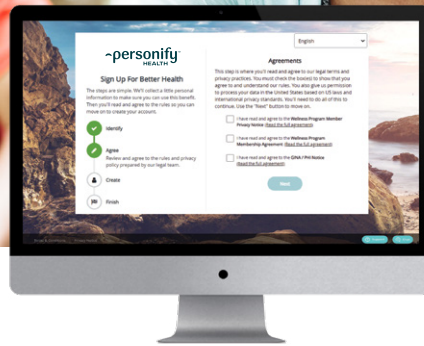 English
personify
HEALTH
Sign Up For Better Health
The steps are simple. We'll collect a little personal
information to make sure you can use this benefit.
Then you'll read and agree to the rules so you can
move on to create your account.
Identify
Agree
Review and agree to the rules and privacy
policy prepared by our legal team.
Create
Finish
Agreements
This step is where you'll read and agree to our legal terms and
privacy practices. You must check the box(es) to show that you
agree to and understand our rules. You also give us permission
to process your data in the United States based on US laws and
international privacy standards. You'll need to do all of this to
continue. Use the "Next" button to move on.
I have read and agree to the Wellness Program Member
Privacy Notice (Read the full agreement)
I have read and agree to the Wellness Program
Membership Agreement (Read the full agreement)
I have read and agree to the GINA / PHI Notice
(Read the full agreement)
Next